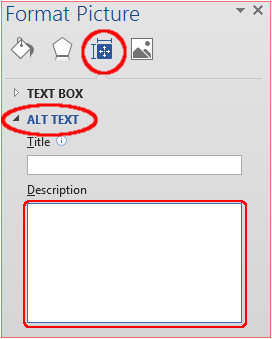 Format Picture
TEXT BOX
ALT TEXT
Title
Description